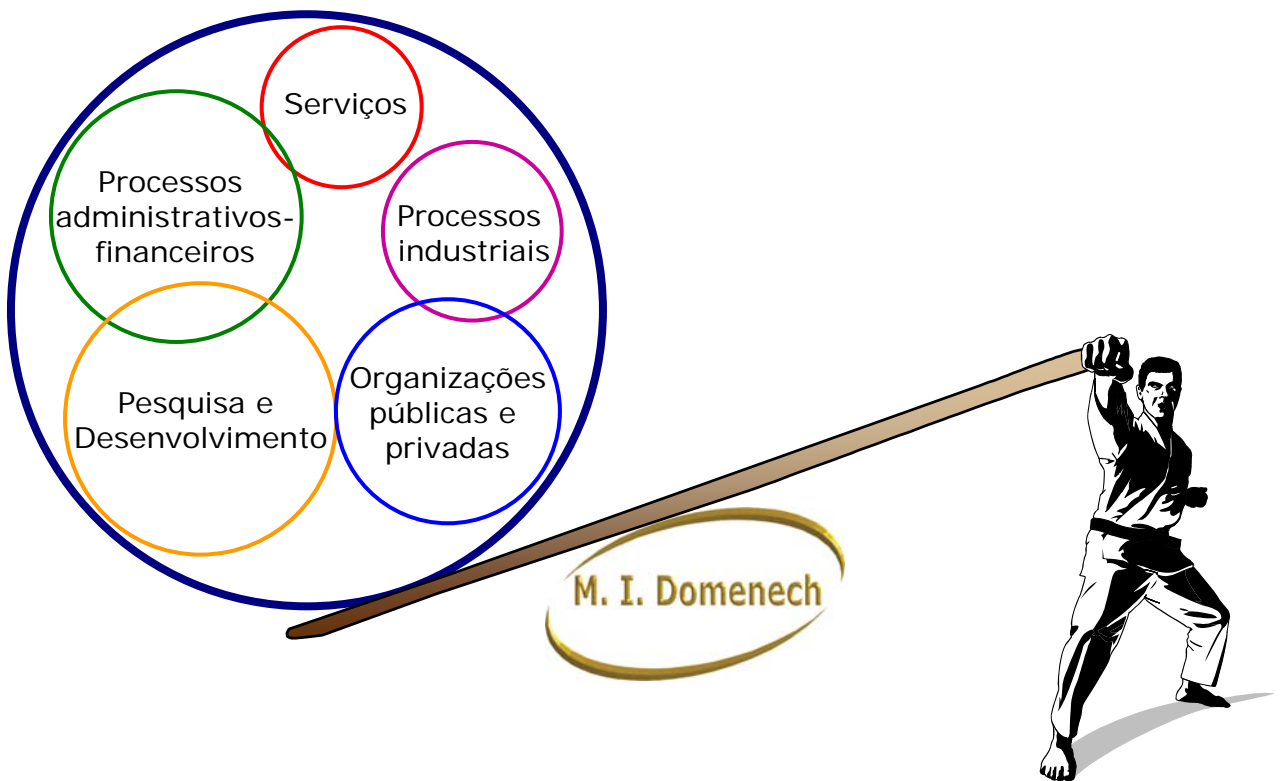 Serviços
Processos
administrativos-
financeiros
Processos
industriais
Pesquisa e
Desenvolvimento
Organizações
públicas e
privadas
M. I. Domenech